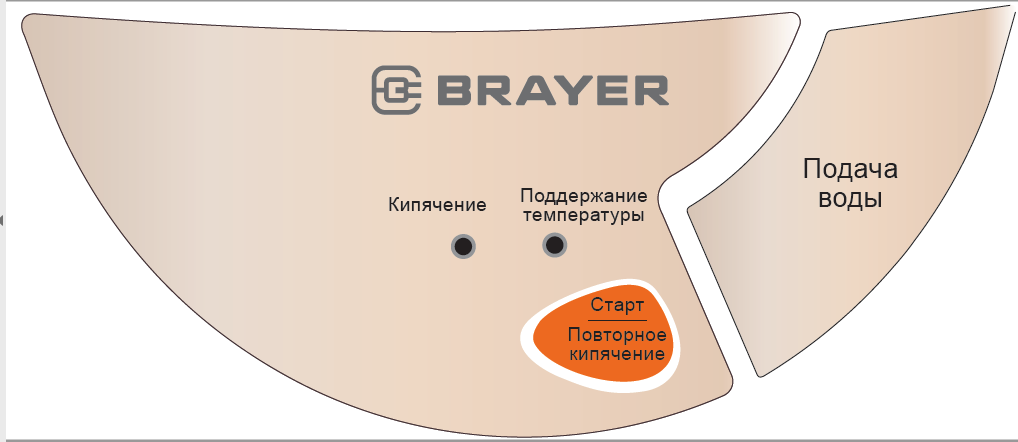 BRAYER
Кипячение
Поддержание
температуры
Подача
воды
Старт
Повторное
кипячение